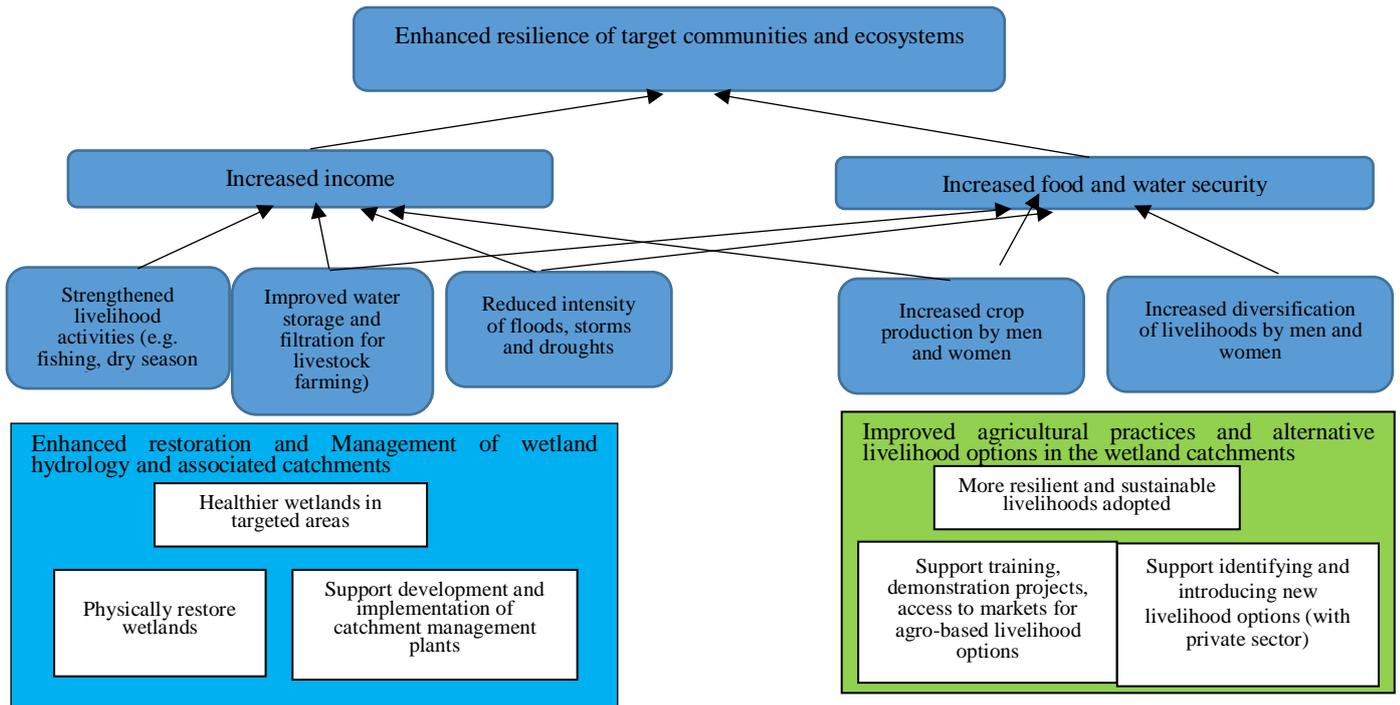 Enhanced resilience of target communities and ecosystems
Increased income
Increased food and water security
Strengthened
livelihood
activities (e.g.
fishing, dry season
Improved water
storage and
filtration for
livestock
farming)
Reduced intensity
of floods, storms
and droughts
Increased crop
production by men
and women
Increased diversification
of livelihoods by men and
women
Enhanced restoration and Management of wetland
hydrology and associated catchments
Healthier wetlands in
targeted areas
Physically restore
wetlands
Support development and
implementation of
catchment management
plants
Improved agricultural practices and alternative
livelihood options in the wetland catchments
More resilient and sustainable
livelihoods adopted
Support training,
demonstration projects,
access to markets for
agro-based livelihood
options
Support identifying and
introducing new
livelihood options (with
private sector)